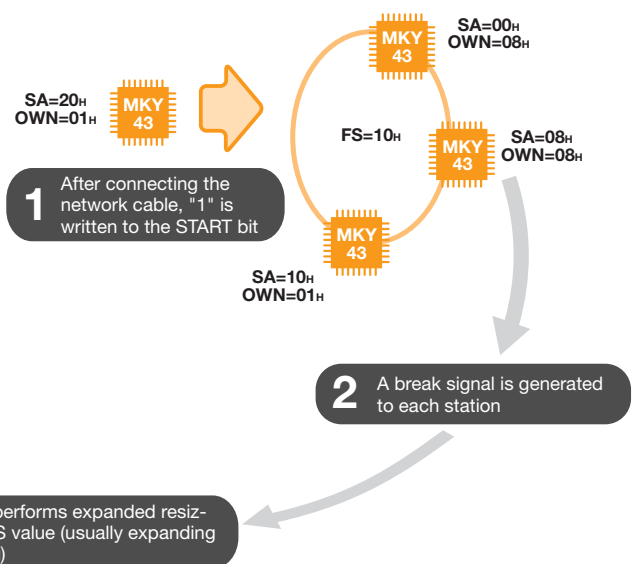 SA=00H
OWN=08H
MKY
43
SA=20H
OWN=01H
MKY
43
FS=10H
MKY
43
SA=08H
OWN=08H
1
After connecting the
network cable, "1" is
written to the START bit
MKY
43
SA=10H
OWN=01H
2
A break signal is generated
to each station
performs expanded resiz-
S value (usually expanding
)